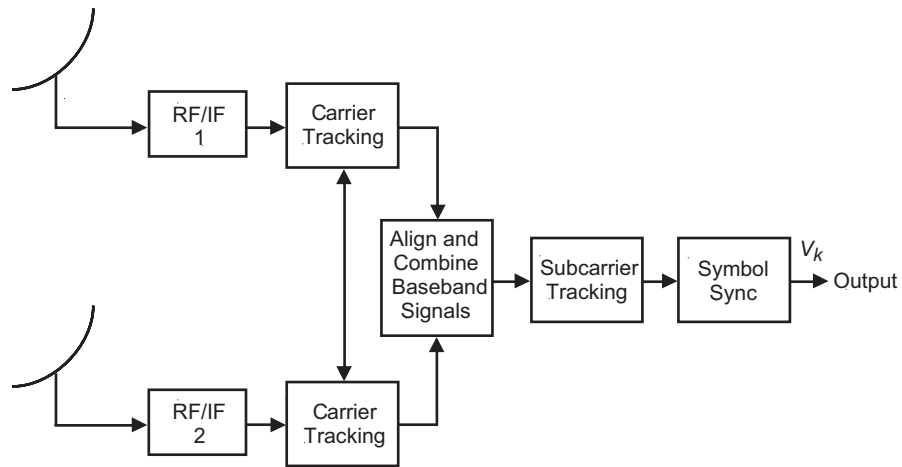 RF/IF
1
Carrier
Tracking
Align and
Combine
Baseband
Signals
Subcarrier
Tracking
Symbol
Sync
Vk
Output
RF/IF
2
Carrier
Tracking